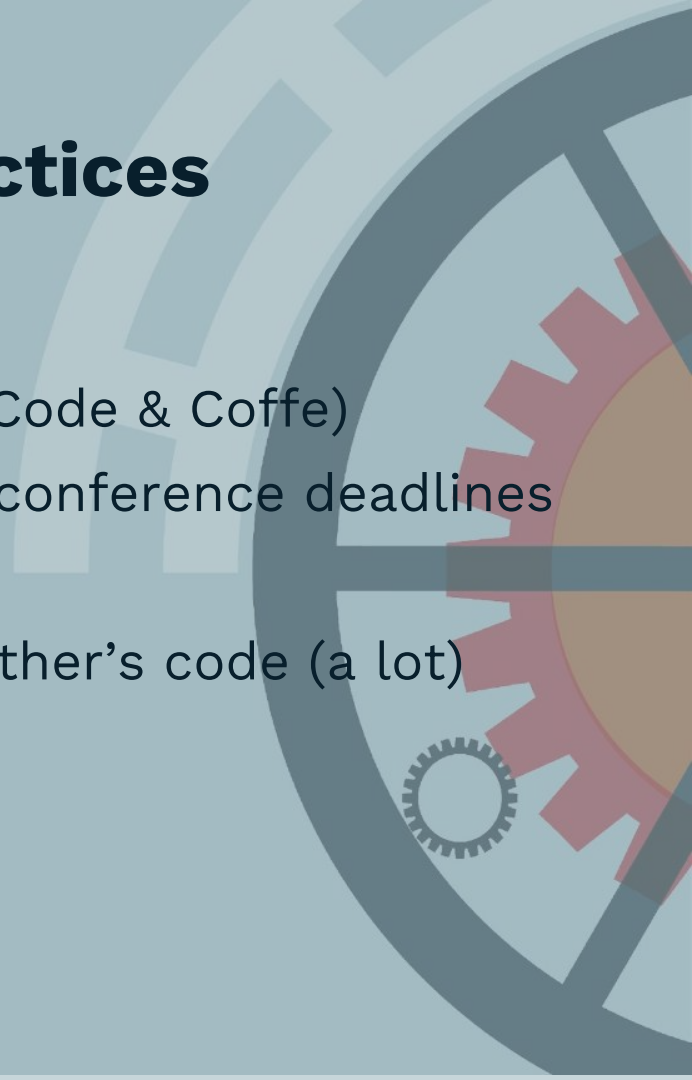 ctices
Code & Coffe)
conference deadlines
ther’s code (a lot)